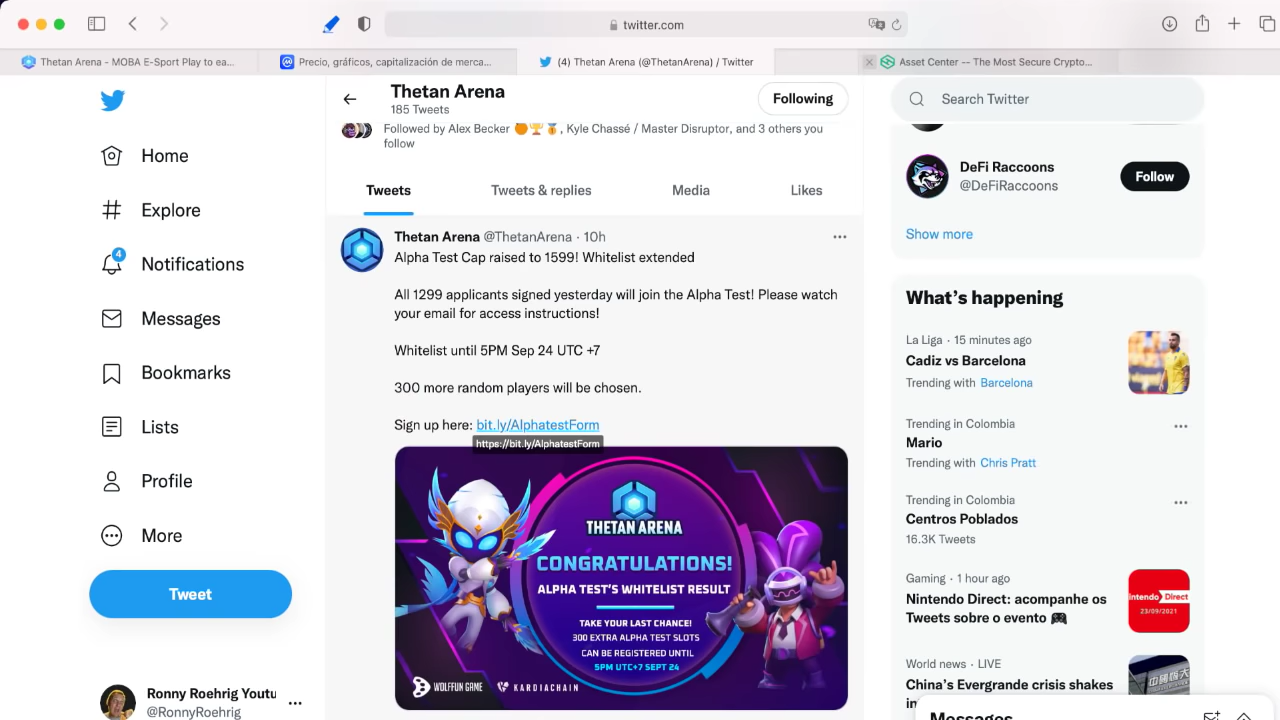 twitter.com
Thetan Arena - MOBA E-Sport Play to ea...
Precio, gráficos, capitalización de merca...
(4) Thetan Arena (@ThetanArena) / Twitter
Asset Center -- The Most Secure Crypto...
Home
Explore
4
Notifications
Messages
Bookmarks
Lists
Profile
More
Tweet
Ronny Roehrig Youtu
@RonnyRoehrig
Thetan Arena
185 Tweets
Following
Followed by Alex Becker 🍊🏆🥇, Kyle Chassé / Master Disruptor, and 3 others you
follow
Tweets
Tweets & replies
Media
Likes
Thetan Arena @ThetanArena · 10h
Alpha Test Cap raised to 1599! Whitelist extended
All 1299 applicants signed yesterday will join the Alpha Test! Please watch
your email for access instructions!
Whitelist until 5PM Sep 24 UTC +7
300 more random players will be chosen.
Sign up here: bit.ly/AlphatestForm
https://bit.ly/AlphatestForm
THETAN ARENA
CONGRATULATIONS!
ALPHA TEST'S WHITELIST RESULT
TAKE YOUR LAST CHANCE!
300 EXTRA ALPHA TEST SLOTS
CAN BE REGISTERED UNTIL
5PM UTC+7 SEPT 24
WOLFFUN GAME
KARDIACHAIN
Search Twitter
DeFi Raccoons
@DeFiRaccoons
Follow
Show more
What's happening
La Liga · 15 minutes ago
Cadiz vs Barcelona
Trending with Barcelona
Trending in Colombia
Mario
Trending with Chris Pratt
Trending in Colombia
Centros Poblados
16.3K Tweets
Gaming · 1 hour ago
Nintendo Direct: acompanhe os
Tweets sobre o evento 🎮
intendo Direct
23/09/2021
World news · LIVE
China's Evergrande crisis shakes
Messages